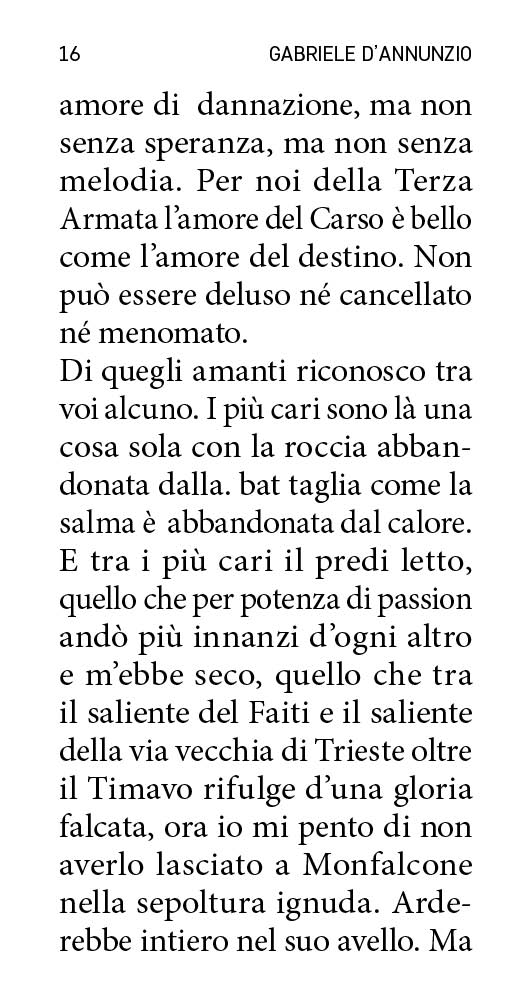 16 GABRIELE D’ANNUNZIO
amore di dannazione, ma non
senza speranza, ma non senza
melodia. Per noi della Terza
Armata l’amore del Carso è bello
come l’amore del destino. Non
può essere deluso né cancellato
né menomato.
Di quegli amanti riconosco tra
voi alcuno. I più cari sono là una
cosa sola con la roccia abban-
donata dalla. bat taglia come la
salma è abbandonata dal calore.
E tra i più cari il predi letto,
quello che per potenza di passion
andò più innanzi d’ogni altro
e m’ebbe seco, quello che tra
il saliente del Faiti e il saliente
della via vecchia di Trieste oltre
il Timavo rifulge d’una gloria
falcata, ora io mi pento di non
averlo lasciato a Monfalcone
nella sepoltura ignuda. Arde-
rebbe intiero nel suo avello. Ma